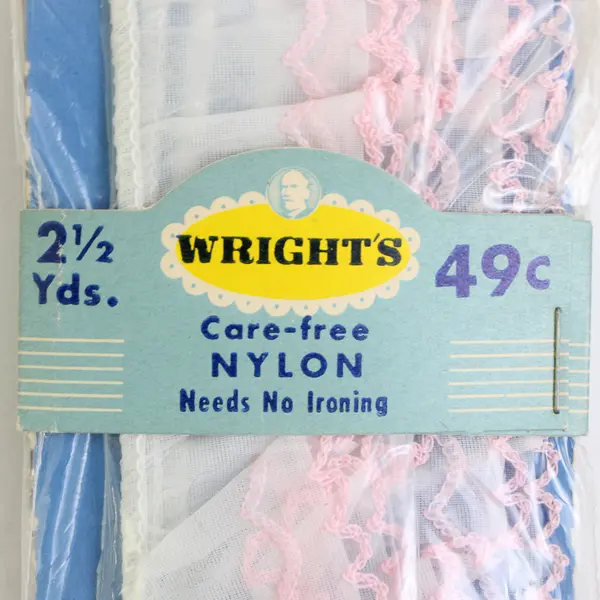 2½
Yds.
WRIGHT'S
49c
Care-free
NYLON
Needs No Ironing